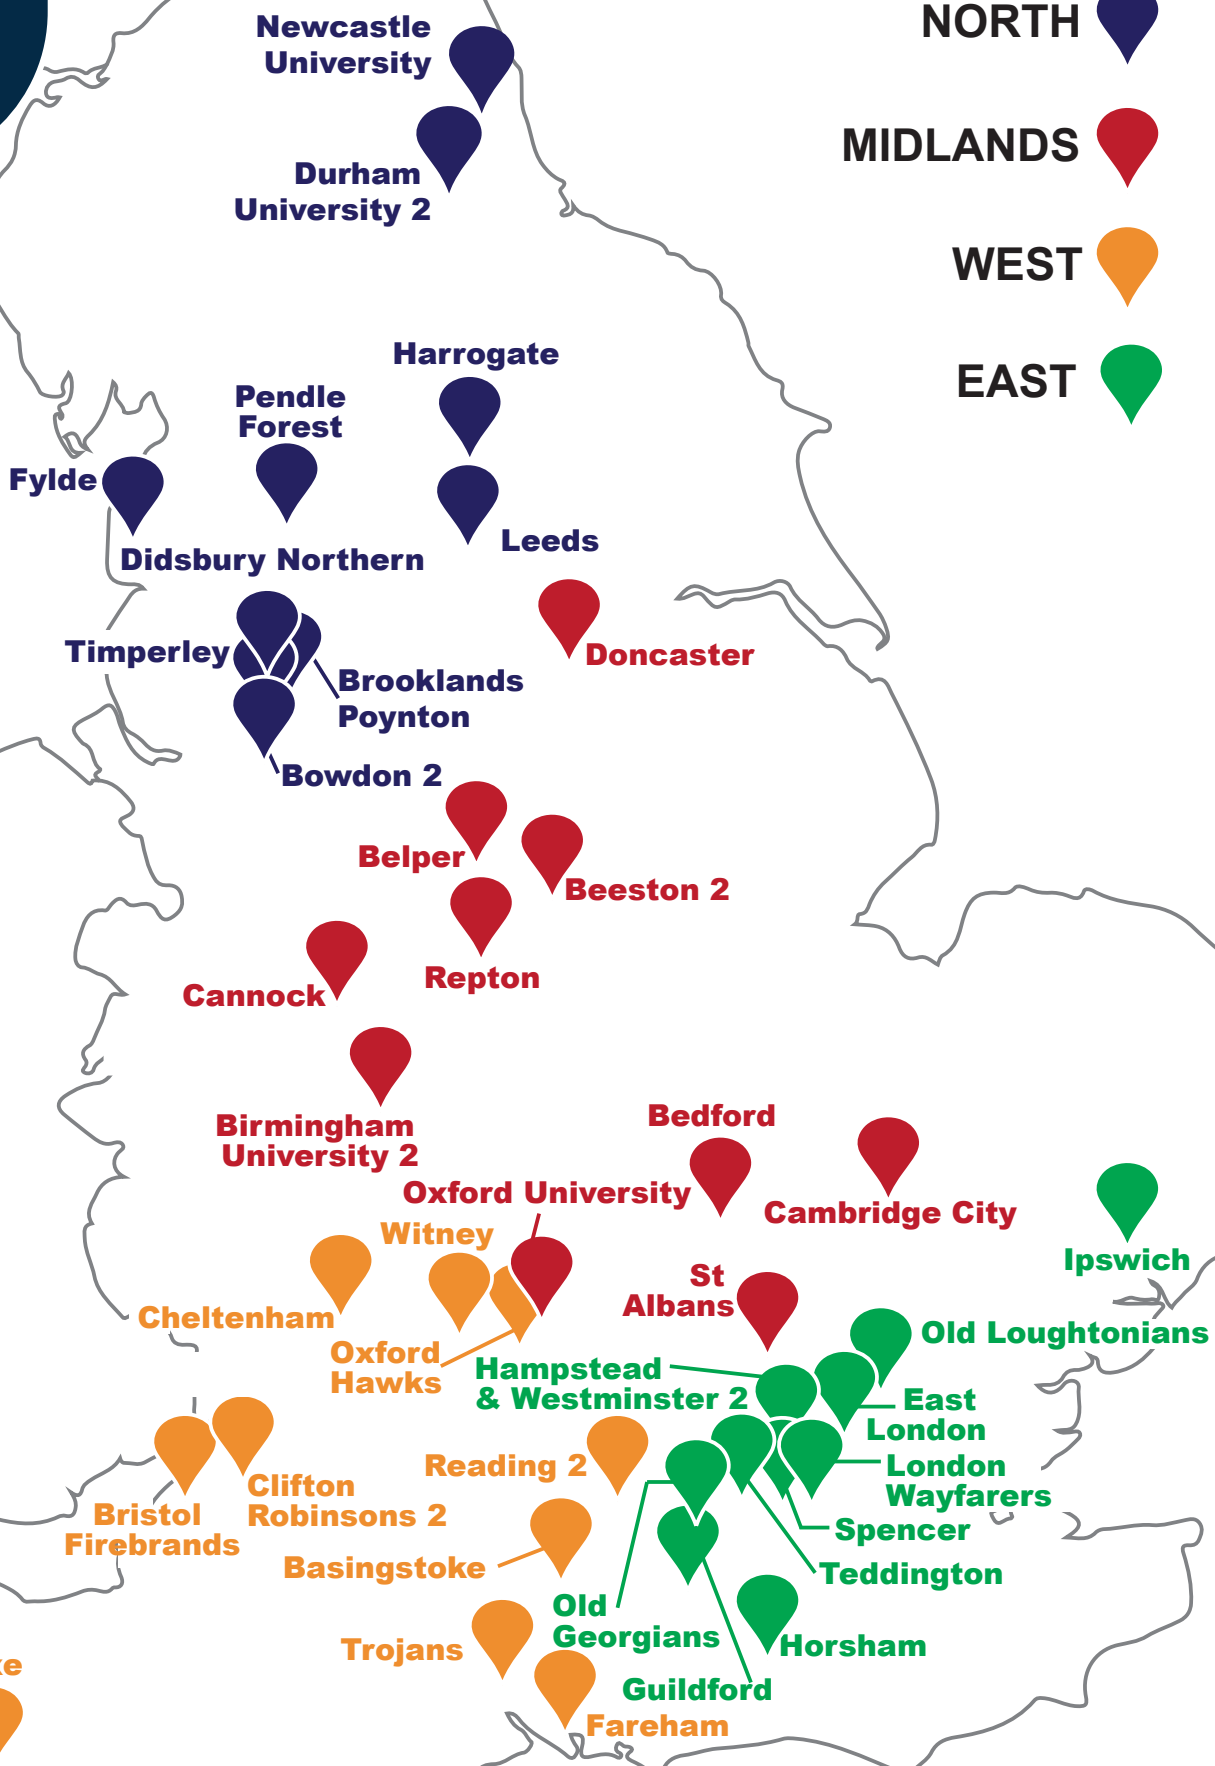 NORTH
MIDLANDS
WEST
EAST
Newcastle
University
Durham
University 2
Harrogate
Pendle
Forest
Fylde
Leeds
Didsbury Northern
Timperley
Brooklands
Poynton
Bowdon 2
Doncaster
Belper
Beeston 2
Repton
Cannock
Birmingham
University 2
Bedford
Oxford University
Cambridge City
Witney
Ipswich
St
Albans
Cheltenham
Oxford
Hawks
Old Loughtonians
Hampstead
& Westminster 2
East
London
Reading 2
London
Wayfarers
Clifton
Robinsons 2
Bristol
Firebrands
Spencer
Basingstoke
Teddington
Old
Georgians
Trojans
Horsham
Guildford
Fareham